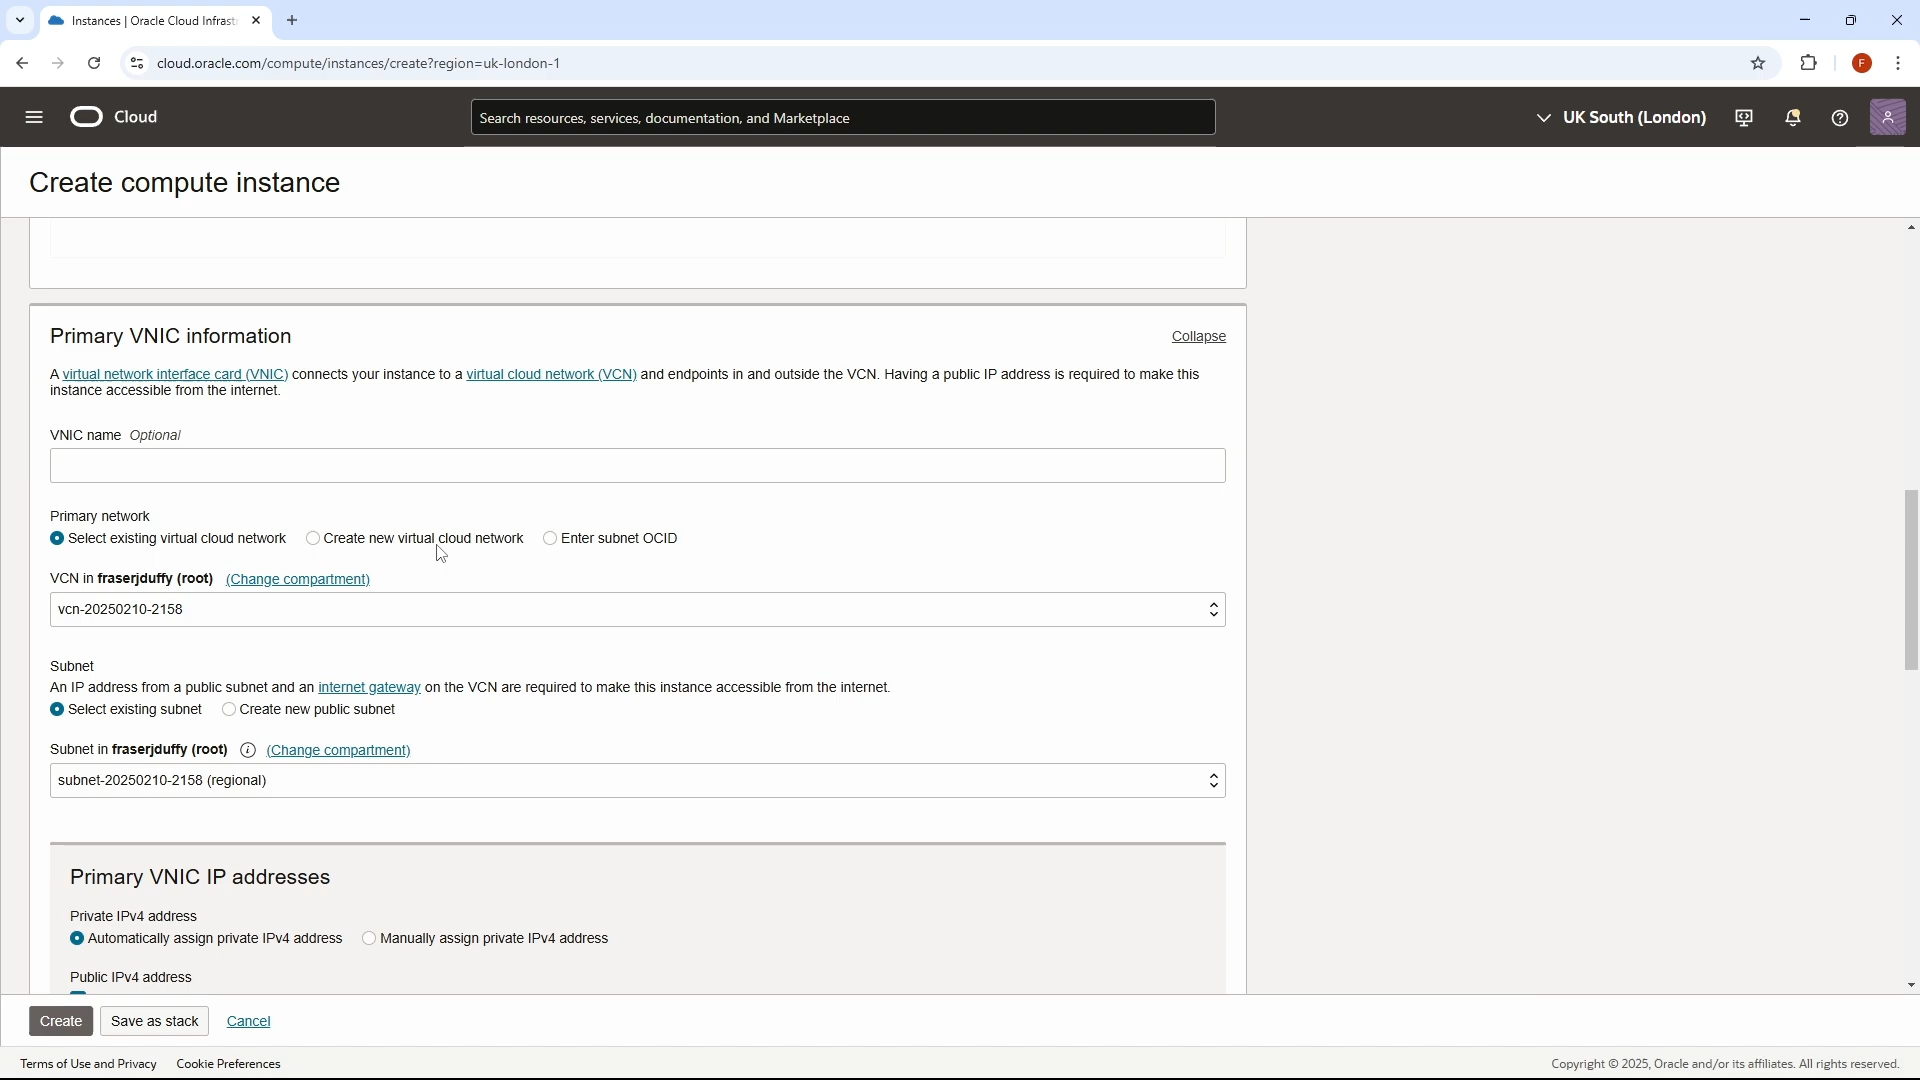 Instances | Oracle Cloud Infrast
cloud.oracle.com/compute/instances/create?region=uk-london-1
F
Cloud
Search resources, services, documentation, and Marketplace
UK South (London)
Create compute instance
Primary VNIC information
Collapse
A virtual network interface card (VNIC) connects your instance to a virtual cloud network (VCN) and endpoints in and outside the VCN. Having a public IP address is required to make this
instance accessible from the internet.
VNIC name Optional
Primary network
Select existing virtual cloud network Create new virtual cloud network Enter subnet OCID
VCN in fraserjduffy (root) (Change compartment)
vcn-20250210-2158
Subnet
An IP address from a public subnet and an internet gateway on the VCN are required to make this instance accessible from the internet.
Select existing subnet Create new public subnet
Subnet in fraserjduffy (root) (Change compartment)
subnet-20250210-2158 (regional)
Primary VNIC IP addresses
Private IPv4 address
Automatically assign private IPv4 address Manually assign private IPv4 address
Public IPv4 address
Create Save as stack Cancel
Terms of Use and Privacy Cookie Preferences
Copyright © 2025, Oracle and/or its affiliates. All rights reserved.